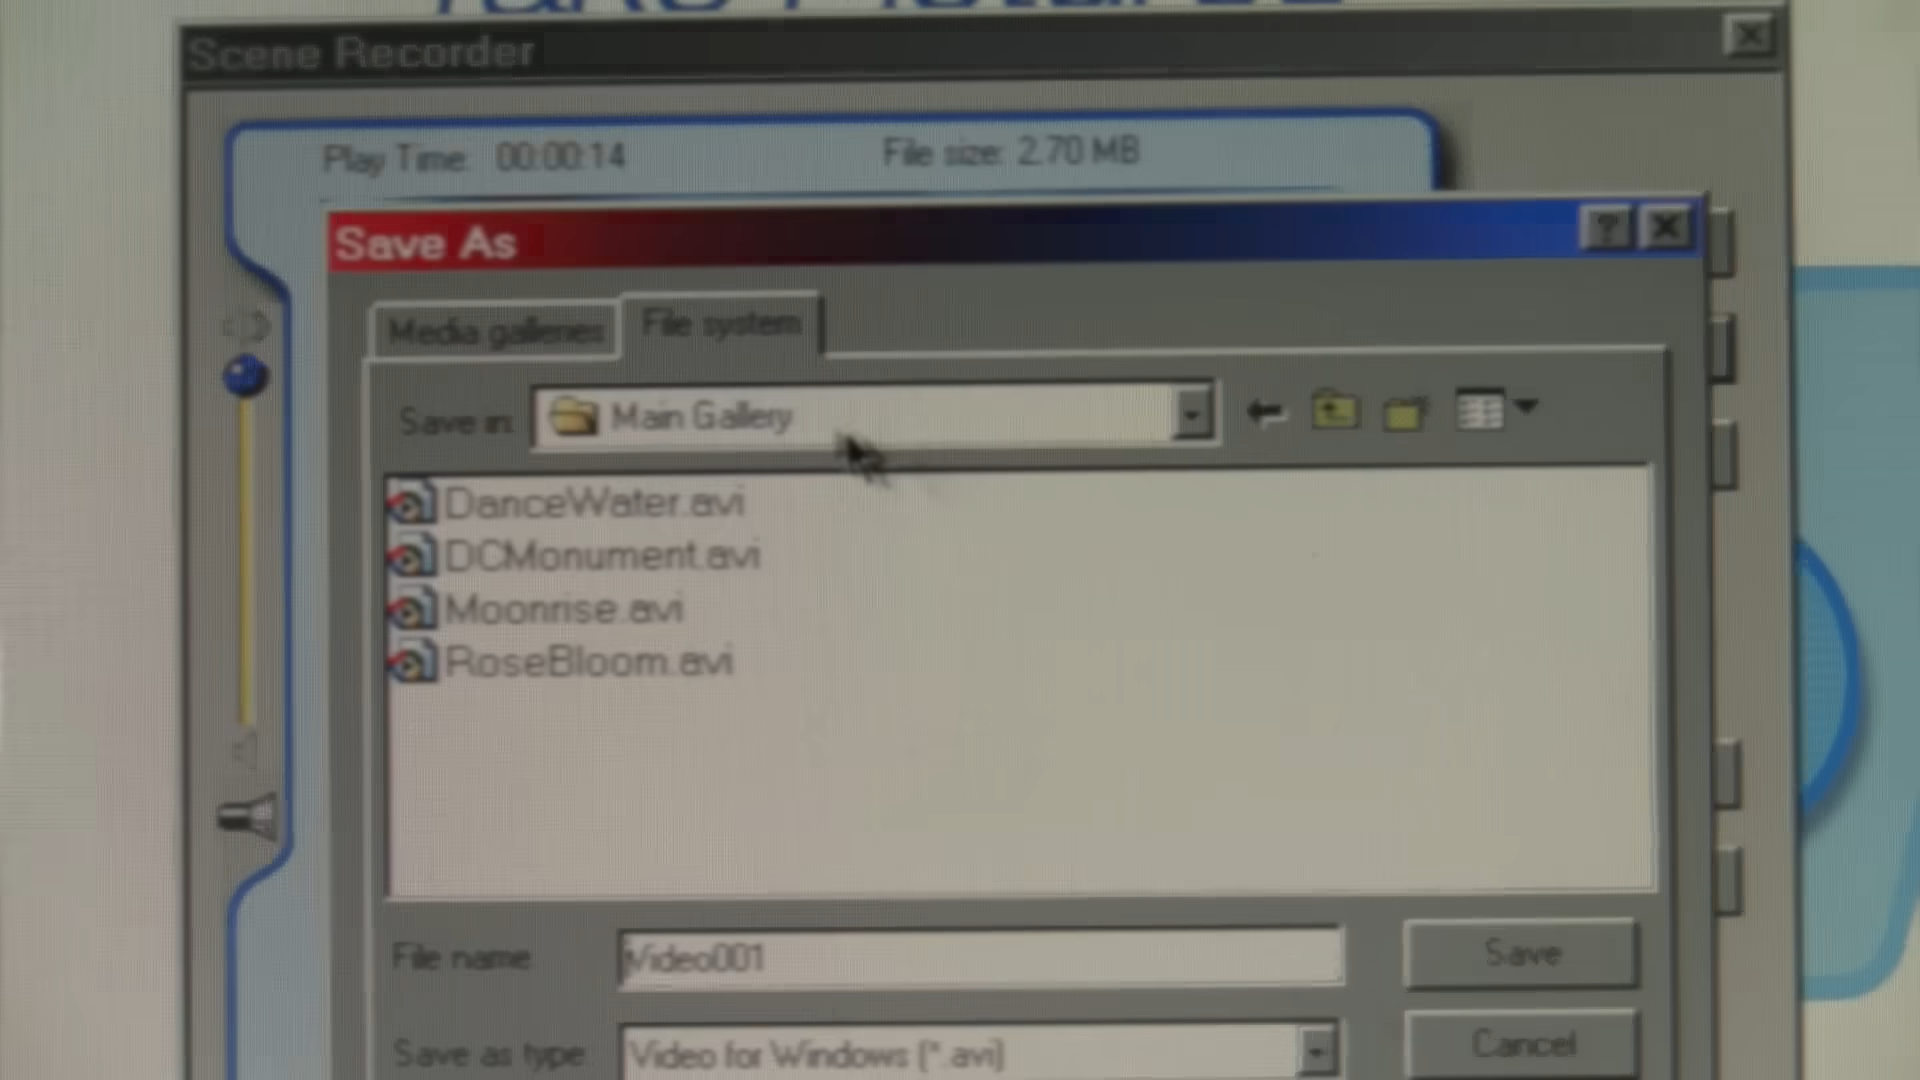 Scene Recorder
Play Time: 00:00:14
File size: 2.70 MB
Save As
Media galleries
File system
Save in:
Main Gallery
DanceWater.avi
DCMonument.avi
Moonrise.avi
RoseBloom.avi
File name
Video001
Save
Save as type
Video for Windows (*.avi)
Cancel